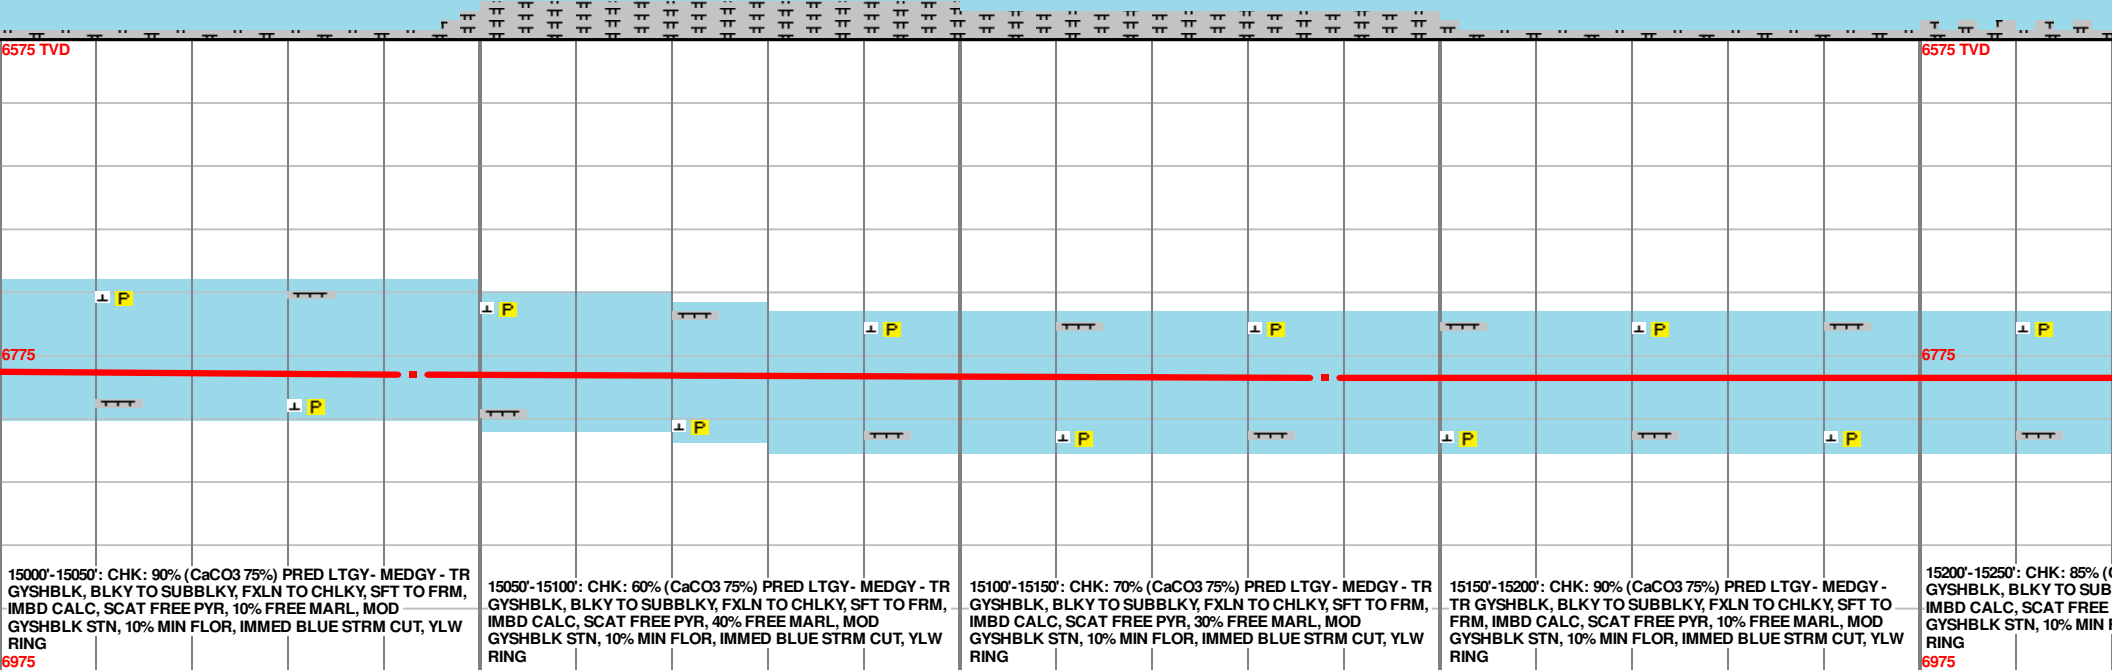 6575 TVD
6575 TVD
P
P
P
P
P
P
P
P
P
P
P
P
6775
6775
15000'-15050': CHK: 90% (CaCO3 75%) PRED LTGY- MEDGY - TR
GYSHBLK, BLKY TO SUBBLKY, FXLN TO CHLKY, SFT TO FRM,
IMBD CALC, SCAT FREE PYR, 10% FREE MARL, MOD
GYSHBLK STN, 10% MIN FLOR, IMMED BLUE STRM CUT, YLW
RING
15050'-15100': CHK: 60% (CaCO3 75%) PRED LTGY- MEDGY - TR
GYSHBLK, BLKY TO SUBBLKY, FXLN TO CHLKY, SFT TO FRM,
IMBD CALC, SCAT FREE PYR, 40% FREE MARL, MOD
GYSHBLK STN, 10% MIN FLOR, IMMED BLUE STRM CUT, YLW
RING
15100'-15150': CHK: 70% (CaCO3 75%) PRED LTGY- MEDGY - TR
GYSHBLK, BLKY TO SUBBLKY, FXLN TO CHLKY, SFT TO FRM,
IMBD CALC, SCAT FREE PYR, 30% FREE MARL, MOD
GYSHBLK STN, 10% MIN FLOR, IMMED BLUE STRM CUT, YLW
RING
15150'-15200': CHK: 90% (CaCO3 75%) PRED LTGY- MEDGY -
TR GYSHBLK, BLKY TO SUBBLKY, FXLN TO CHLKY, SFT TO
FRM, IMBD CALC, SCAT FREE PYR, 10% FREE MARL, MOD
GYSHBLK STN, 10% MIN FLOR, IMMED BLUE STRM CUT, YLW
RING
15200'-15250': CHK: 85%
GYSHBLK, BLKY TO SUB
IMBD CALC, SCAT FREE
GYSHBLK STN, 10% MIN
RING
6975
6975